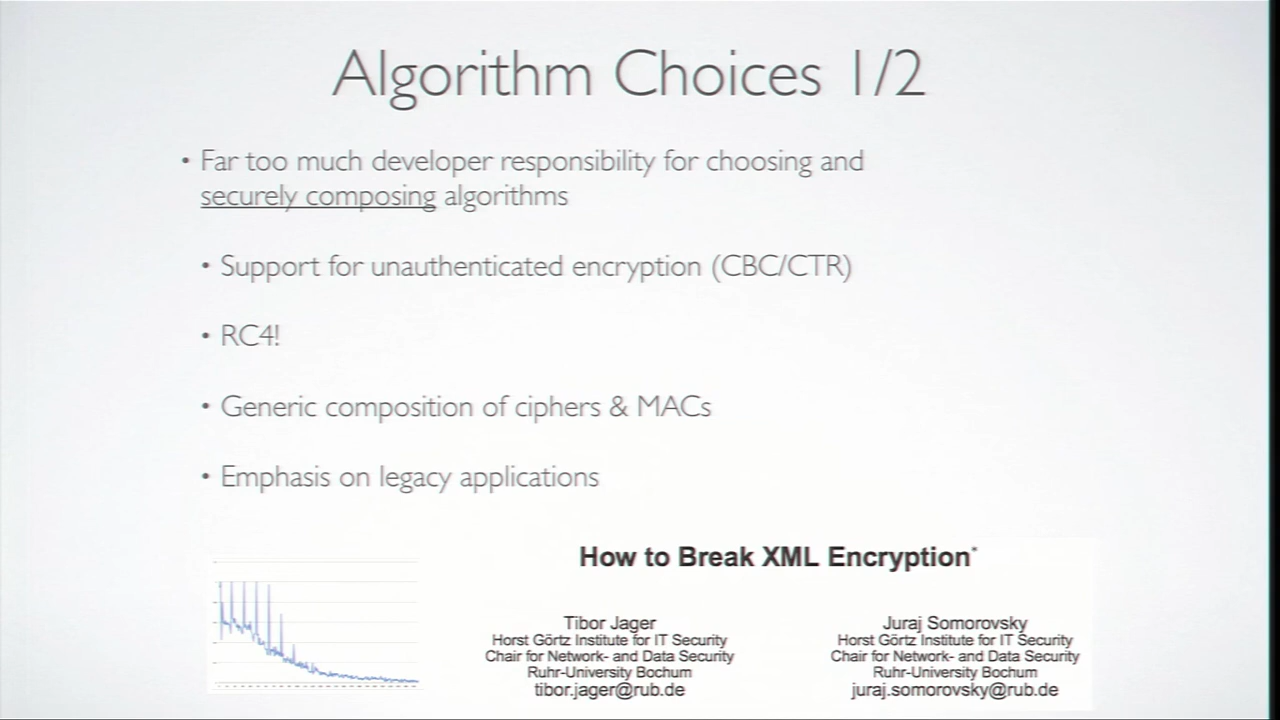 Algorithm Choices 1/2
• Far too much developer responsibility for choosing and
securely composing algorithms
• Support for unauthenticated encryption (CBC/CTR)
• RC4!
• Generic composition of ciphers & MACs
• Emphasis on legacy applications
How to Break XML Encryption*
Tibor Jager
Horst Görtz Institute for IT Security
Chair for Network- and Data Security
Ruhr-University Bochum
tibor.jager@rub.de
Juraj Somorovsky
Horst Görtz Institute for IT Security
Chair for Network- and Data Security
Ruhr-University Bochum
juraj.somorovsky@rub.de